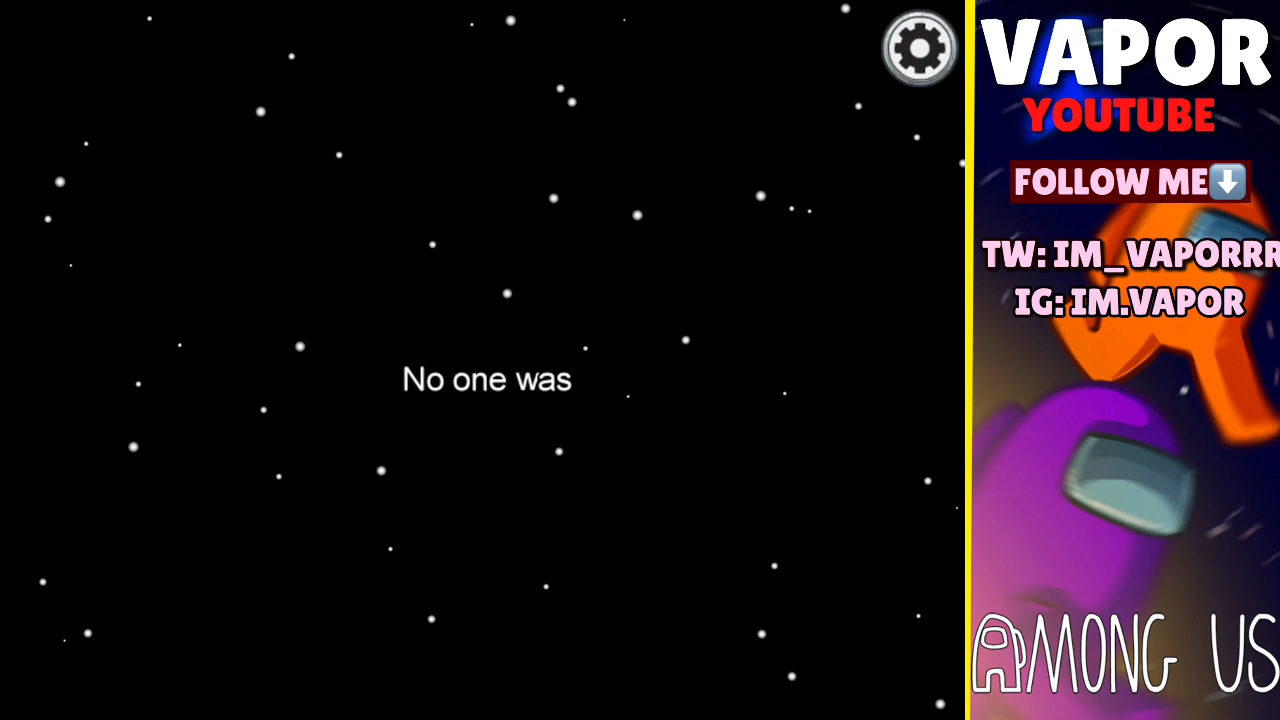 No one was
VAPOR
YOUTUBE
FOLLOW ME⬇️
TW: IM_VAPORRR
IG: IM.VAPOR
AMONG US